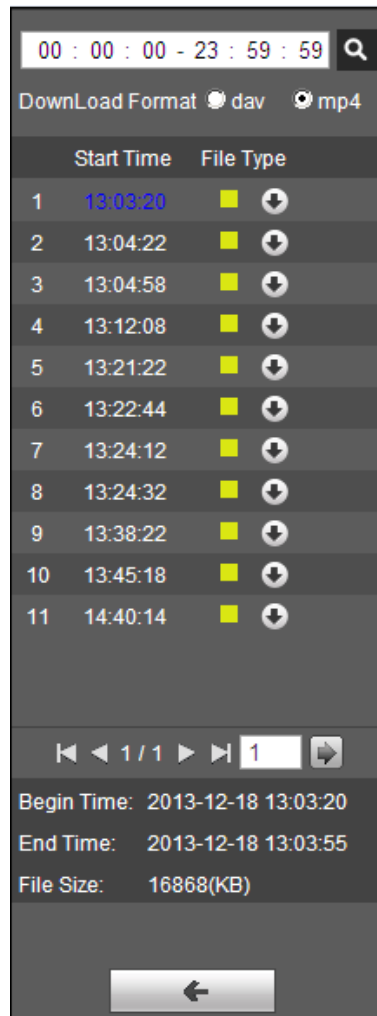 00 : 00 : 00 - 23 : 59 : 59
DownLoad Format dav mp4
Start Time File Type
1 13:03:20
2 13:04:22
3 13:04:58
4 13:12:08
5 13:21:22
6 13:22:44
7 13:24:12
8 13:24:32
9 13:38:22
10 13:45:18
11 14:40:14
1 / 1 1
Begin Time: 2013-12-18 13:03:20
End Time: 2013-12-18 13:03:55
File Size: 16868(KB)